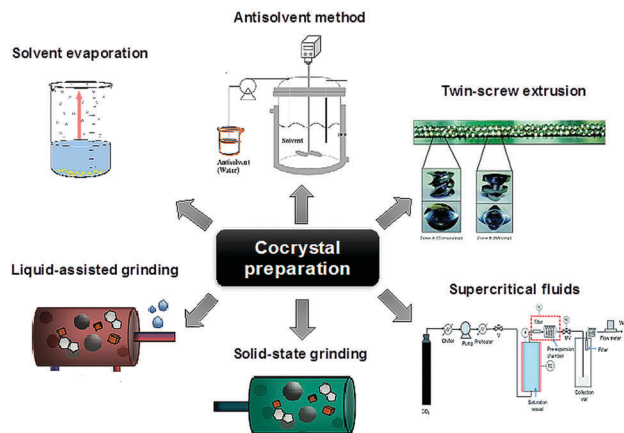 Antisolvent method
Solvent evaporation
Twin-screw extrusion
Solvent
Antisolvent
(Water)
Cocrystal
preparation
Liquid-assisted grinding
Supercritical fluids
Solid-state grinding
Filter
Chiller
Pump
Preheater
V
Pre-expansion
chamber
MV
Flow meter
Filter
Saturation
vessel
Collection
vial
CO₂